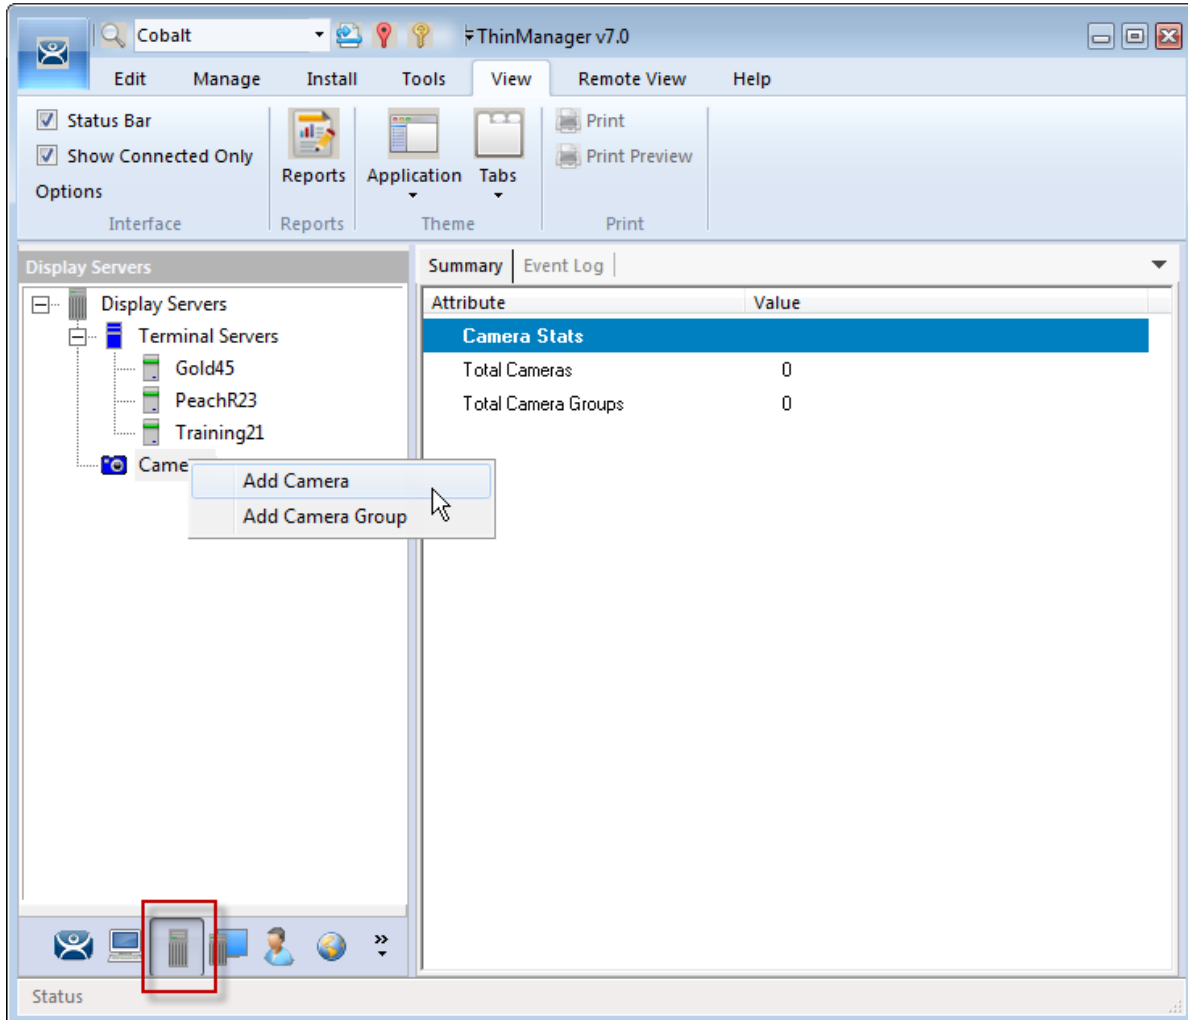 Cobalt
ThinManager v7.0
Edit Manage Install Tools View Remote View Help
Status Bar
Show Connected Only
Options
Interface
Reports
Reports
Application
Tabs
Theme
Print
Print Preview
Print
Display Servers
Display Servers
Terminal Servers
Gold45
PeachR23
Training21
Came
Add Camera
Add Camera Group
Summary Event Log
Attribute Value
Camera Stats
Total Cameras 0
Total Camera Groups 0
Status